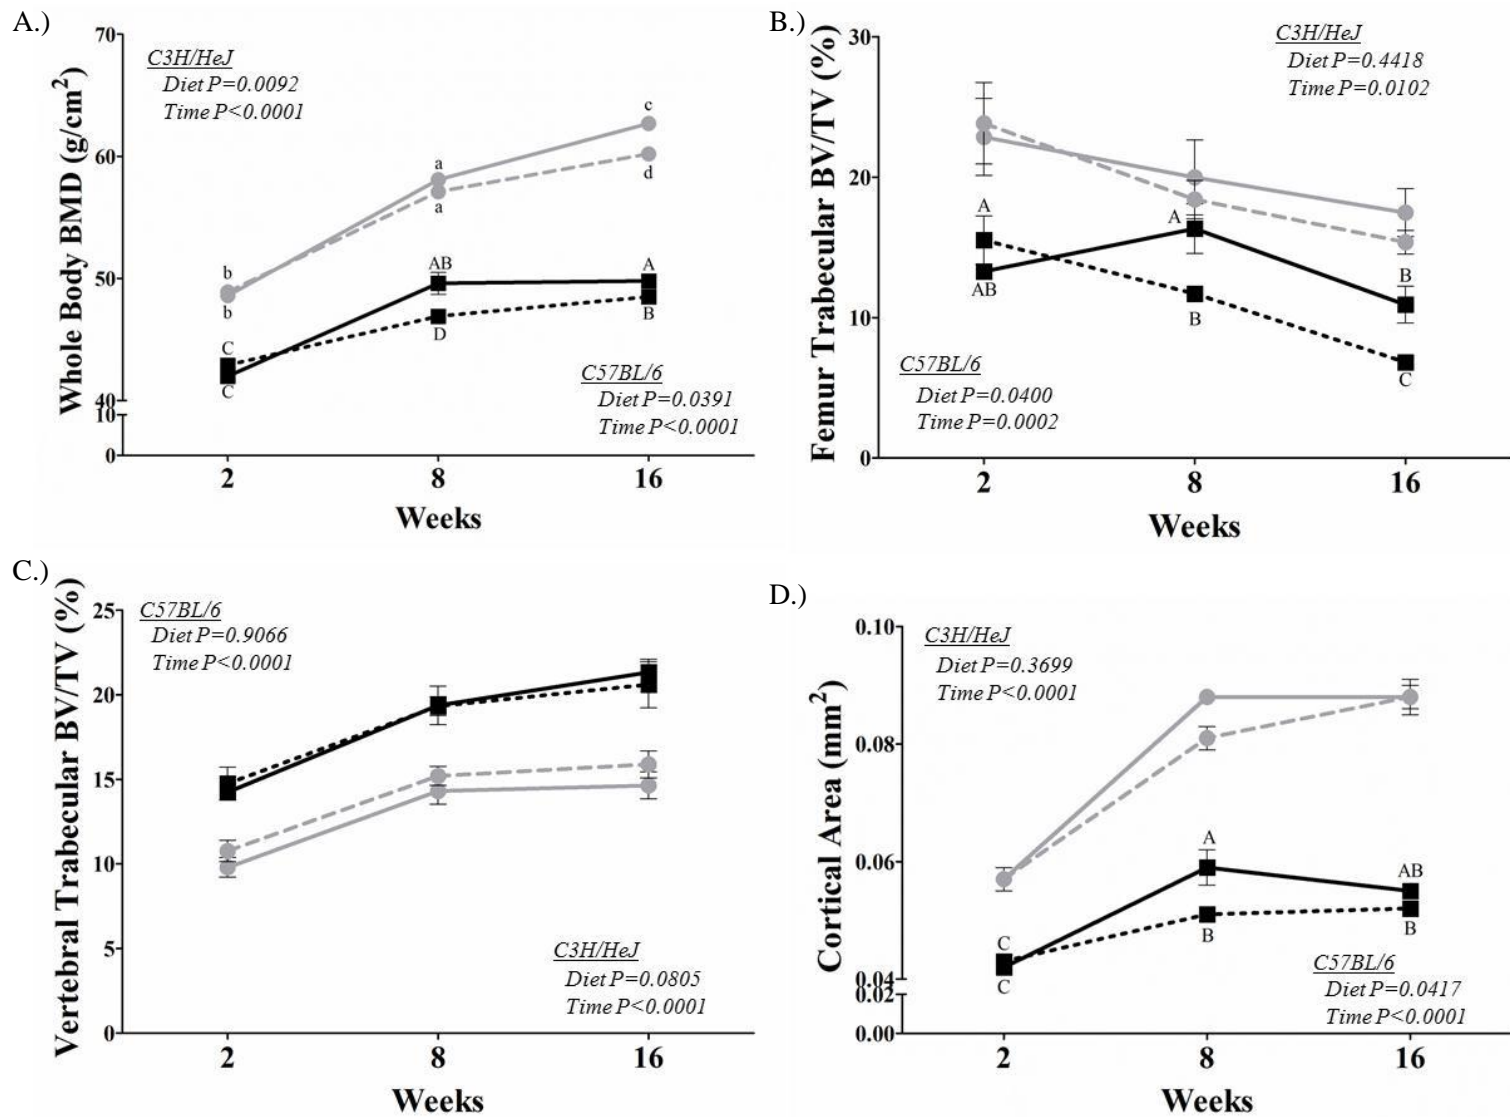 A.)
Whole Body BMD (g/cm²)
70
60
50
40
10
0
C3H/HeJ
Diet P=0.0092
Time P<0.0001
b
b
a
a
c
d
C
C
AB
D
A
B
C57BL/6
Diet P=0.0391
Time P<0.0001
2 8 16
Weeks
B.)
Femur Trabecular BV/TV (%)
30
20
10
0
C3H/HeJ
Diet P=0.4418
Time P=0.0102
A
AB
A
B
B
C
C57BL/6
Diet P=0.0400
Time P=0.0002
2 8 16
Weeks
C.)
Vertebral Trabecular BV/TV (%)
25
20
15
10
5
0
C57BL/6
Diet P=0.9066
Time P<0.0001
C3H/HeJ
Diet P=0.0805
Time P<0.0001
2 8 16
Weeks
D.)
Cortical Area (mm²)
0.10
0.08
0.06
0.04
0.02
0.00
C3H/HeJ
Diet P=0.3699
Time P<0.0001
C
C
A
B
AB
B
C57BL/6
Diet P=0.0417
Time P<0.0001
2 8 16
Weeks